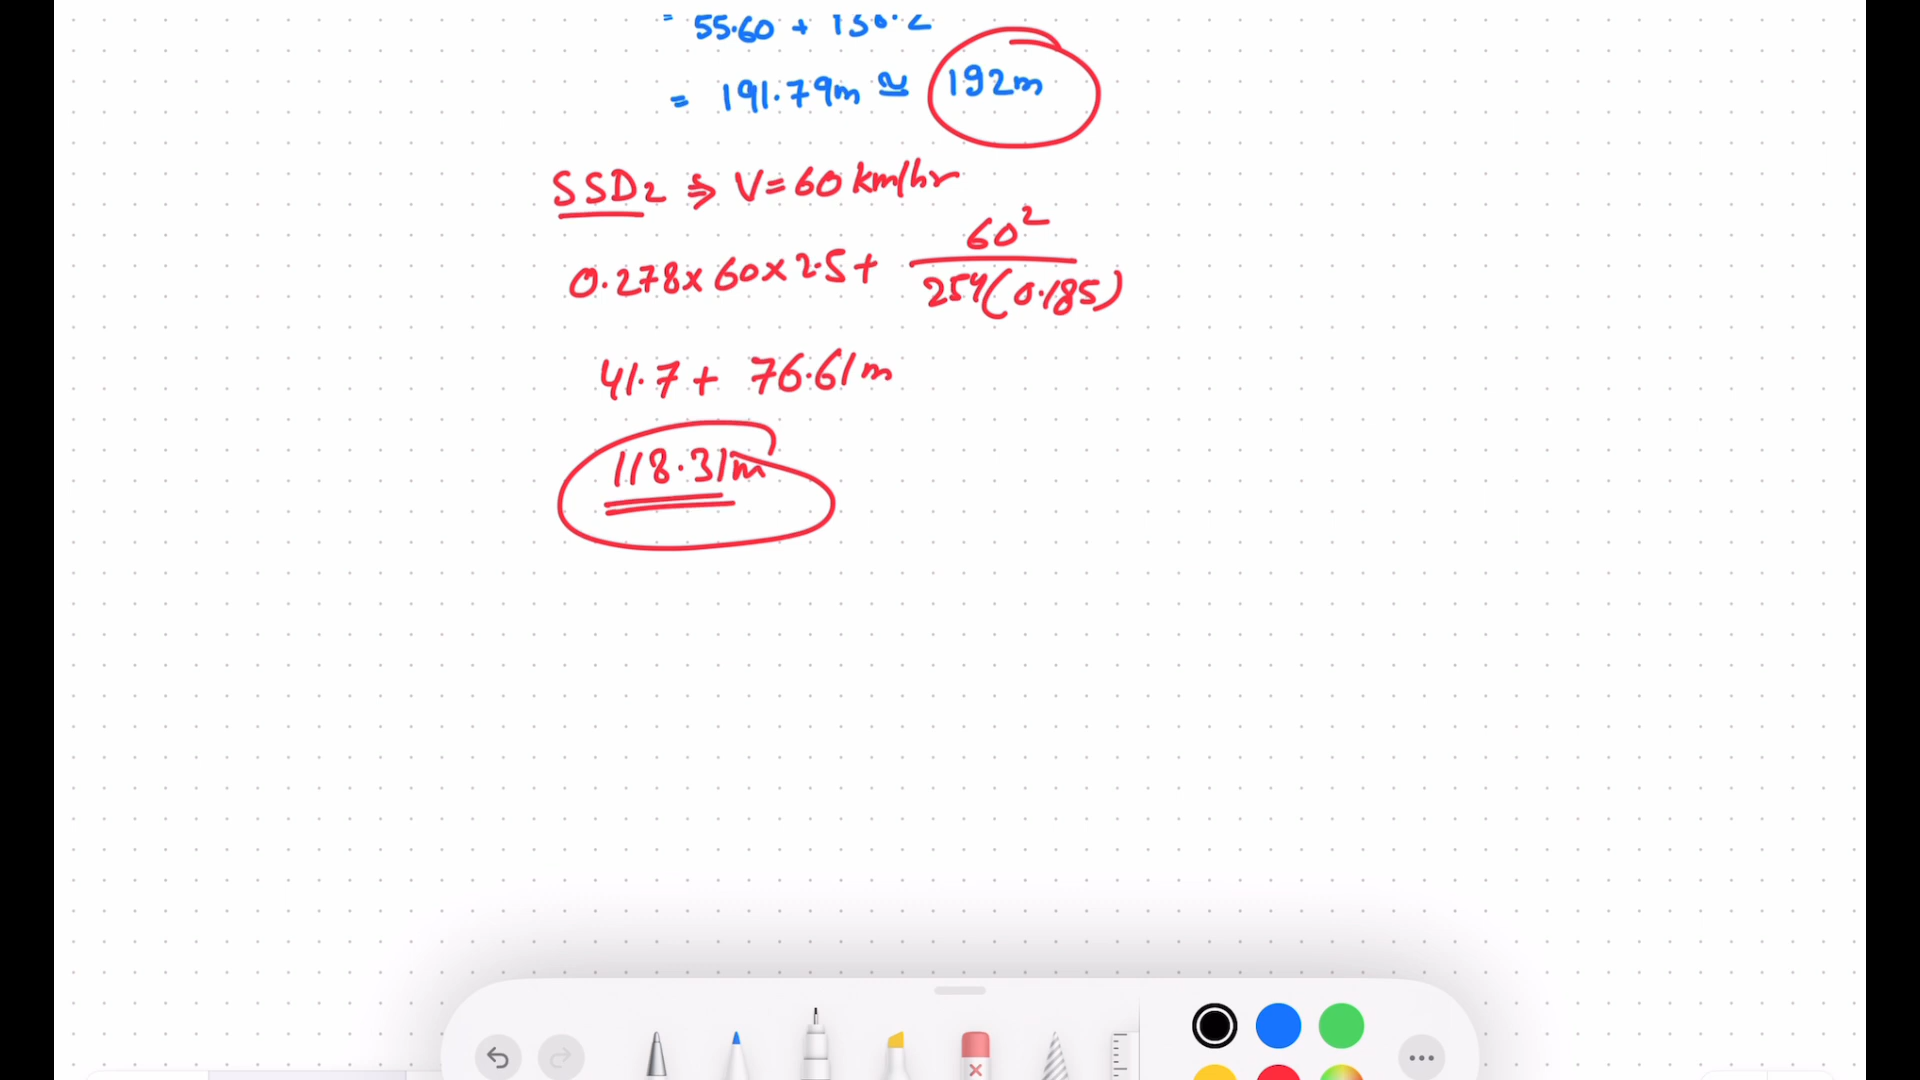 = 55.60 + 136.2
= 191.79m ≅ 192m
SSD2 ⇒ V=60 km/hr
0.278x 60x 2.5 + 60² / 254(0.185)
41.7 + 76.61m
118.31m